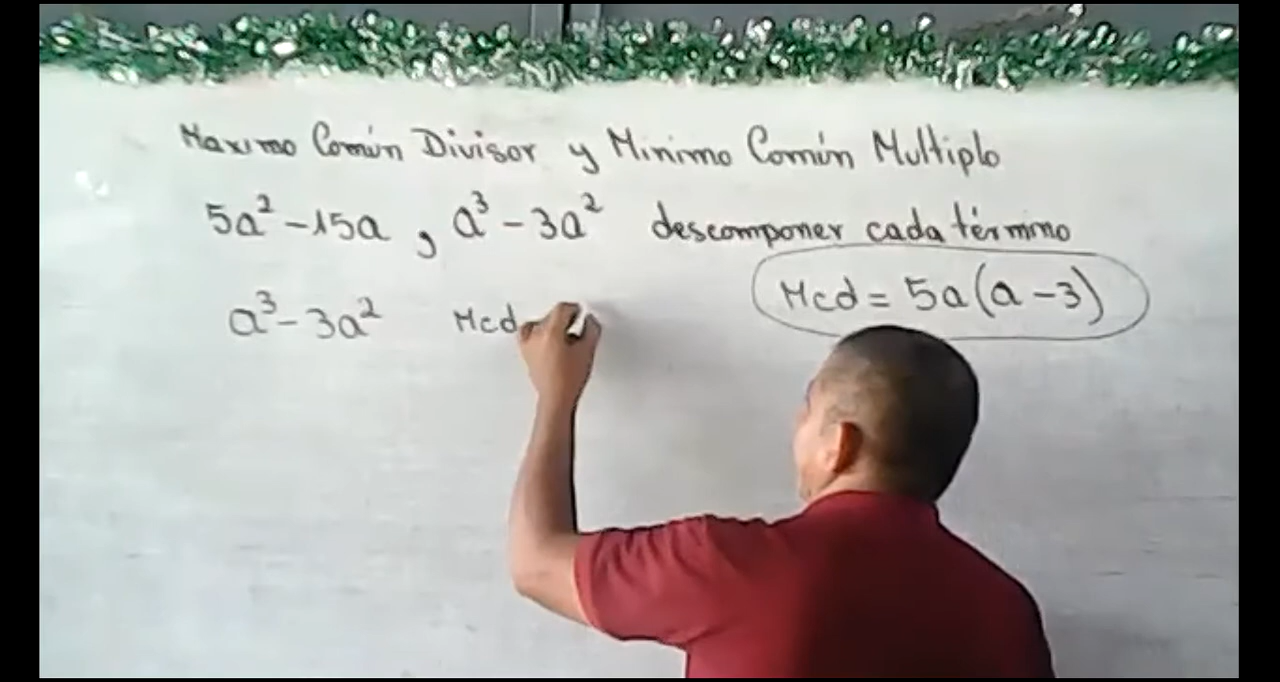 Maximo Común Divisor y Minimo Común Multiplo
5a² - 15a , a³ - 3a² descomponer cada término
Mcd = 5a(a - 3)
a³ - 3a² Mcd